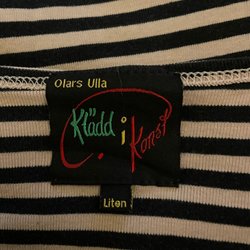 Olars Ulla
Klädd i Konst
Liten